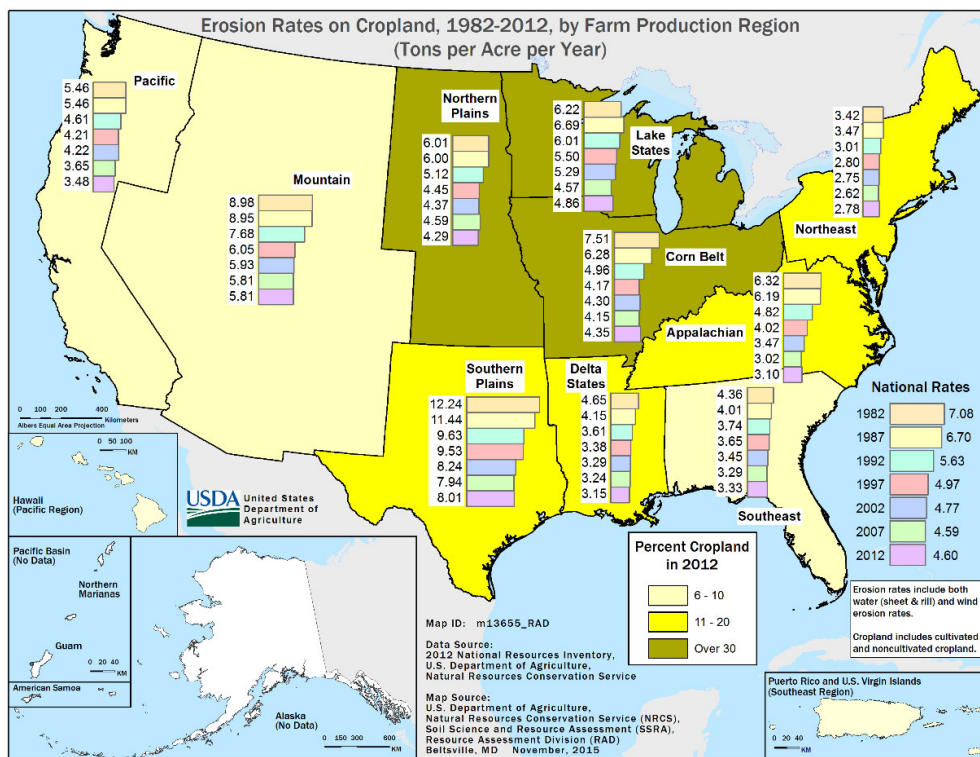 Erosion Rates on Cropland, 1982-2012, by Farm Production Region
(Tons per Acre per Year)
Pacific
5.46
5.46
4.61
4.21
4.22
3.65
3.48
Mountain
8.98
8.95
7.68
6.05
5.93
5.81
5.81
Northern
Plains
6.01
6.00
5.12
4.45
4.37
4.59
4.29
Lake
States
6.22
6.69
6.01
5.50
5.29
4.57
4.86
Northeast
3.42
3.47
3.01
2.80
2.75
2.62
2.78
Corn Belt
7.51
6.28
4.96
4.17
4.30
4.15
4.35
Appalachian
6.32
6.19
4.82
4.02
3.47
3.02
3.10
Southern
Plains
12.24
11.44
9.63
9.53
8.24
7.94
8.01
Delta
States
4.65
4.15
3.61
3.38
3.29
3.24
3.15
4.36
4.01
3.74
3.65
3.45
3.29
3.33
Southeast
National Rates
1982 7.08
1987 6.70
1992 5.63
1997 4.97
2002 4.77
2007 4.59
2012 4.60
0 100 200 400
Kilometers
Albers Equal Area Projection
0 50 100
KM
Hawaii
(Pacific Region)
USDA United States
Department of
Agriculture
Pacific Basin
(No Data)
Northern
Marianas
Guam
0 20 40
KM
American Samoa
Alaska
(No Data)
0 150 300 600
KM
Percent Cropland
in 2012
6 - 10
11 - 20
Over 30
Map ID: m13655_RAD
Data Source:
2012 National Resources Inventory,
U.S. Department of Agriculture,
Natural Resources Conservation Service
Map Source:
U.S. Department of Agriculture,
Natural Resources Conservation Service (NRCS),
Soil Science and Resource Assessment (SSRA),
Resource Assessment Division (RAD)
Beltsville, MD November, 2015
Erosion rates include both
water (sheet & rill) and wind
erosion rates.
Cropland includes cultivated
and noncultivated cropland.
Puerto Rico and U.S. Virgin Islands
(Southeast Region)
0 20 40
KM